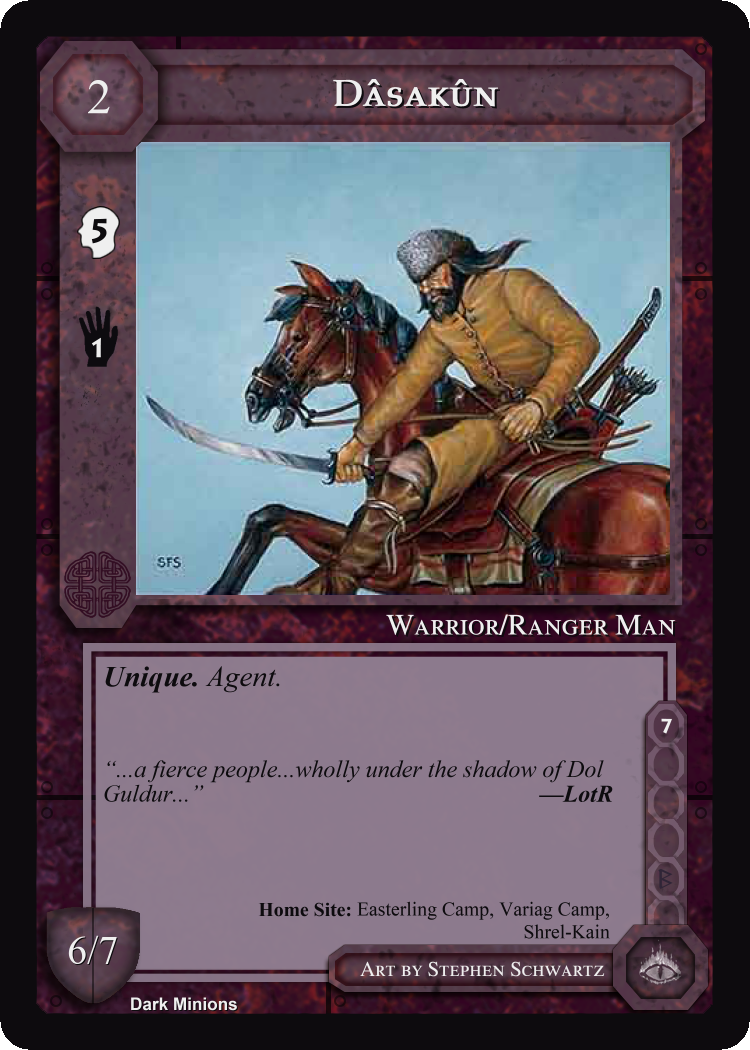 2
Dâsakûn
5
1
SFS
Warrior/Ranger Man
Unique. Agent.
7
“...a fierce people...wholly under the shadow of Dol
Guldur...” —LotR
Home Site: Easterling Camp, Variag Camp,
Shrel-Kain
6/7
Art by Stephen Schwartz
Dark Minions